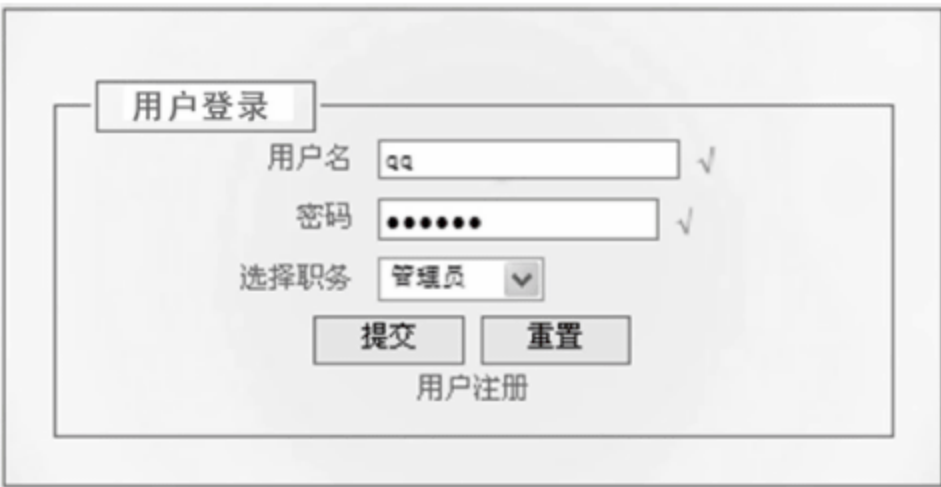 用户登录
用户名 qq √
密码 ●●●●●● √
选择职务 管理员
提交 重置
用户注册